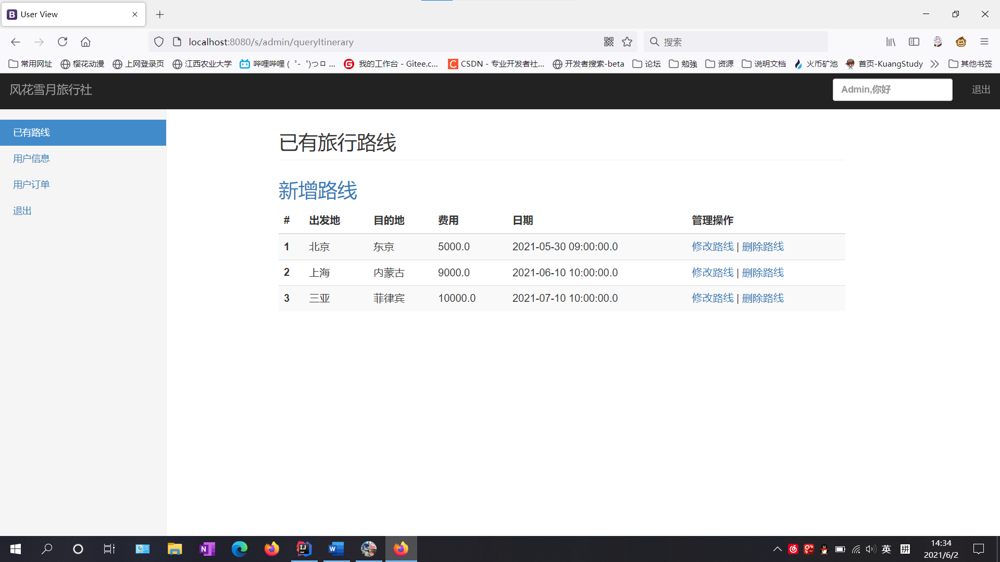 User View
localhost:8080/s/admin/queryItinerary
搜索
常用网址
樱花动漫
上网登录页
江西农业大学
哔哩哔哩 ( ゜- ゜)つロ ...
我的工作台 - Gitee.c...
CSDN - 专业开发者社...
开发者搜索-beta
论坛
勉強
资源
说明文档
火币矿池
首页-KuangStudy
其他书签
风花雪月旅行社
Admin,你好
退出
已有路线
用户信息
用户订单
退出
已有旅行路线
新增路线
# 出发地 目的地 费用 日期 管理操作
1 北京 东京 5000.0 2021-05-30 09:00:00.0 修改路线 | 删除路线
2 上海 内蒙古 9000.0 2021-06-10 10:00:00.0 修改路线 | 删除路线
3 三亚 菲律宾 10000.0 2021-07-10 10:00:00.0 修改路线 | 删除路线
英
拼
14:34
2021/6/2